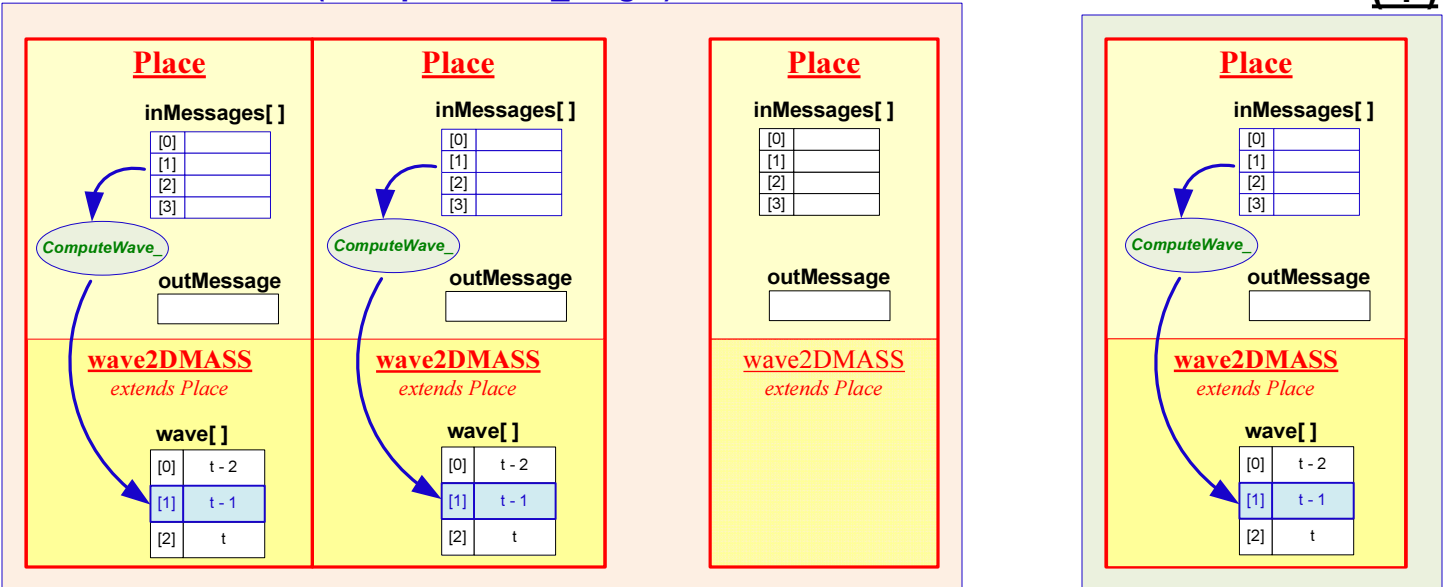 Place Place Place Place
inMessages[ ] inMessages[ ] inMessages[ ] inMessages[ ]
[0] [0] [0] [0]
[1] [1] [1] [1]
[2] [2] [2] [2]
[3] [3] [3] [3]
ComputeWave_ ComputeWave_ ComputeWave_
outMessage outMessage outMessage outMessage
wave2DMASS wave2DMASS wave2DMASS wave2DMASS
extends Place extends Place extends Place extends Place
wave[ ] wave[ ] wave[ ]
[0] t - 2 [0] t - 2 [0] t - 2
[1] t - 1 [1] t - 1 [1] t - 1
[2] t [2] t [2] t